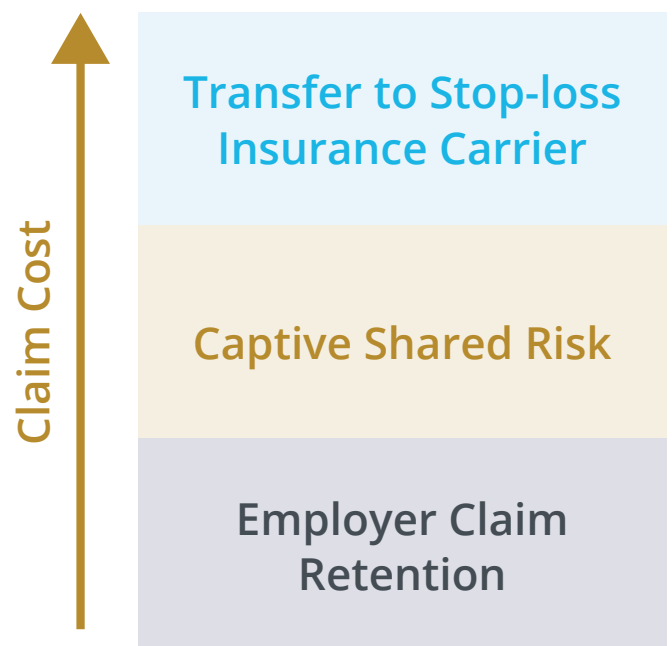 Transfer to Stop-loss
Insurance Carrier
Claim Cost
Captive Shared Risk
Employer Claim
Retention